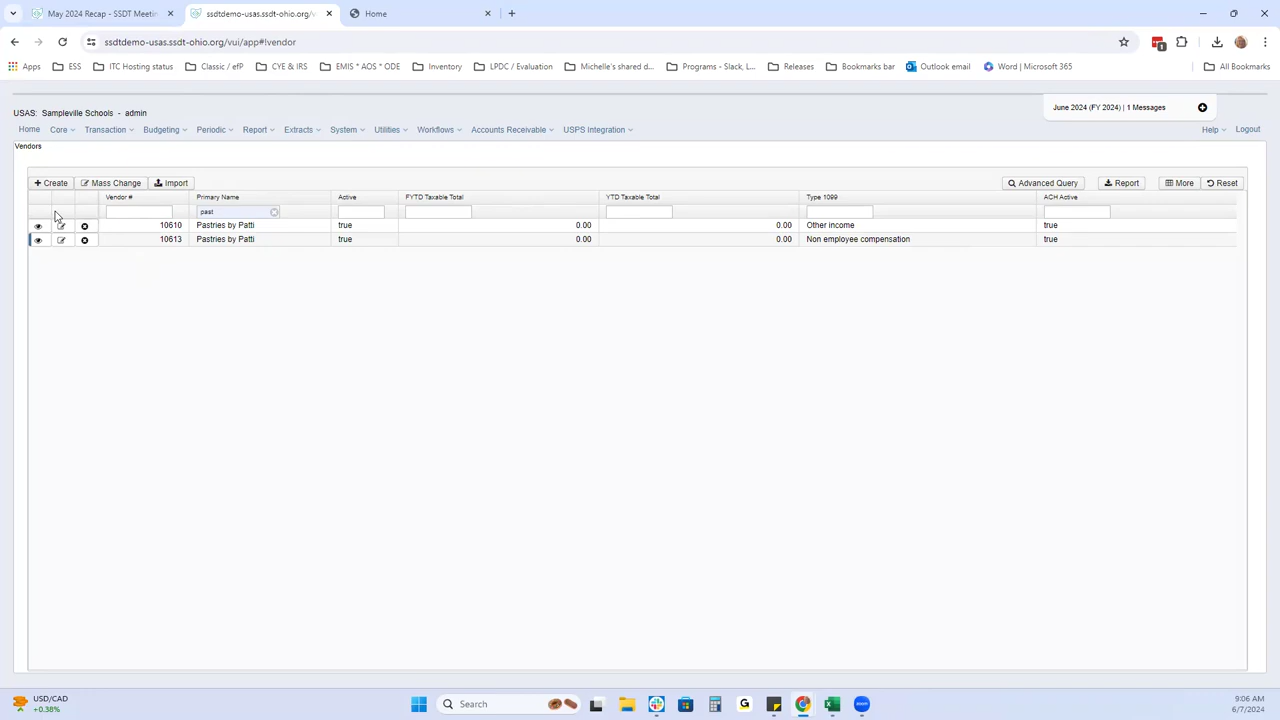 May 2024 Recap - SSDT Meetin
ssdtdemo-usas.ssdt-ohio.org/v
Home
ssdtdemo-usas.ssdt-ohio.org/vui/app#!vendor
Apps
ESS
ITC Hosting status
Classic / efP
CYE & IRS
EMIS * AOS * ODE
Inventory
LPDC / Evaluation
Michelle's shared d...
Programs - Slack, L...
Releases
Bookmarks bar
Outlook email
Word | Microsoft 365
All Bookmarks
June 2024 (FY 2024) | 1 Messages
USAS: Sampleville Schools - admin
Home Core Transaction Budgeting Periodic Report Extracts System Utilities Workflows Accounts Receivable USPS Integration Help Logout
Vendors
Create Mass Change Import Advanced Query Report More Reset
Vendor # Primary Name Active FYTD Taxable Total YTD Taxable Total Type 1099 ACH Active
past
10610 Pastries by Patti true 0.00 0.00 Other income true
10613 Pastries by Patti true 0.00 0.00 Non employee compensation true
USD/CAD
+0.38%
Search
zoom
9:06 AM
6/7/2024